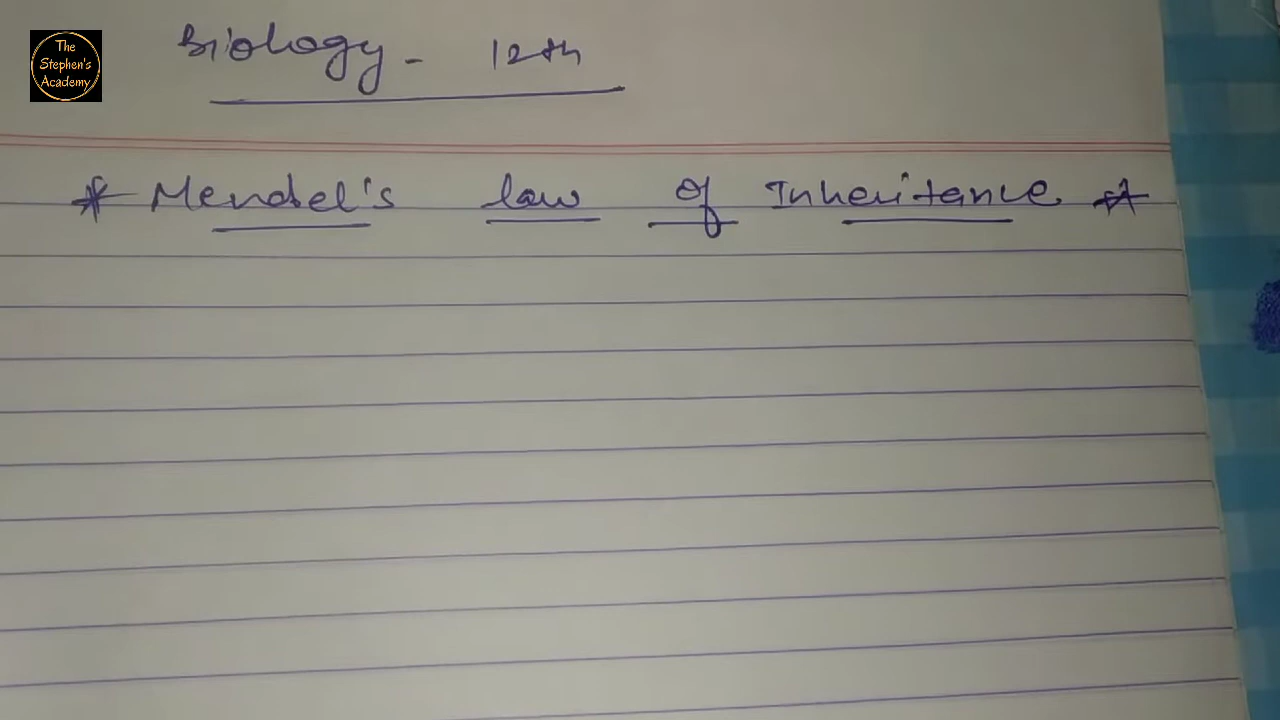 The
Stephen's
Academy
Biology - 12th
* Mendel's law of Inheritance *